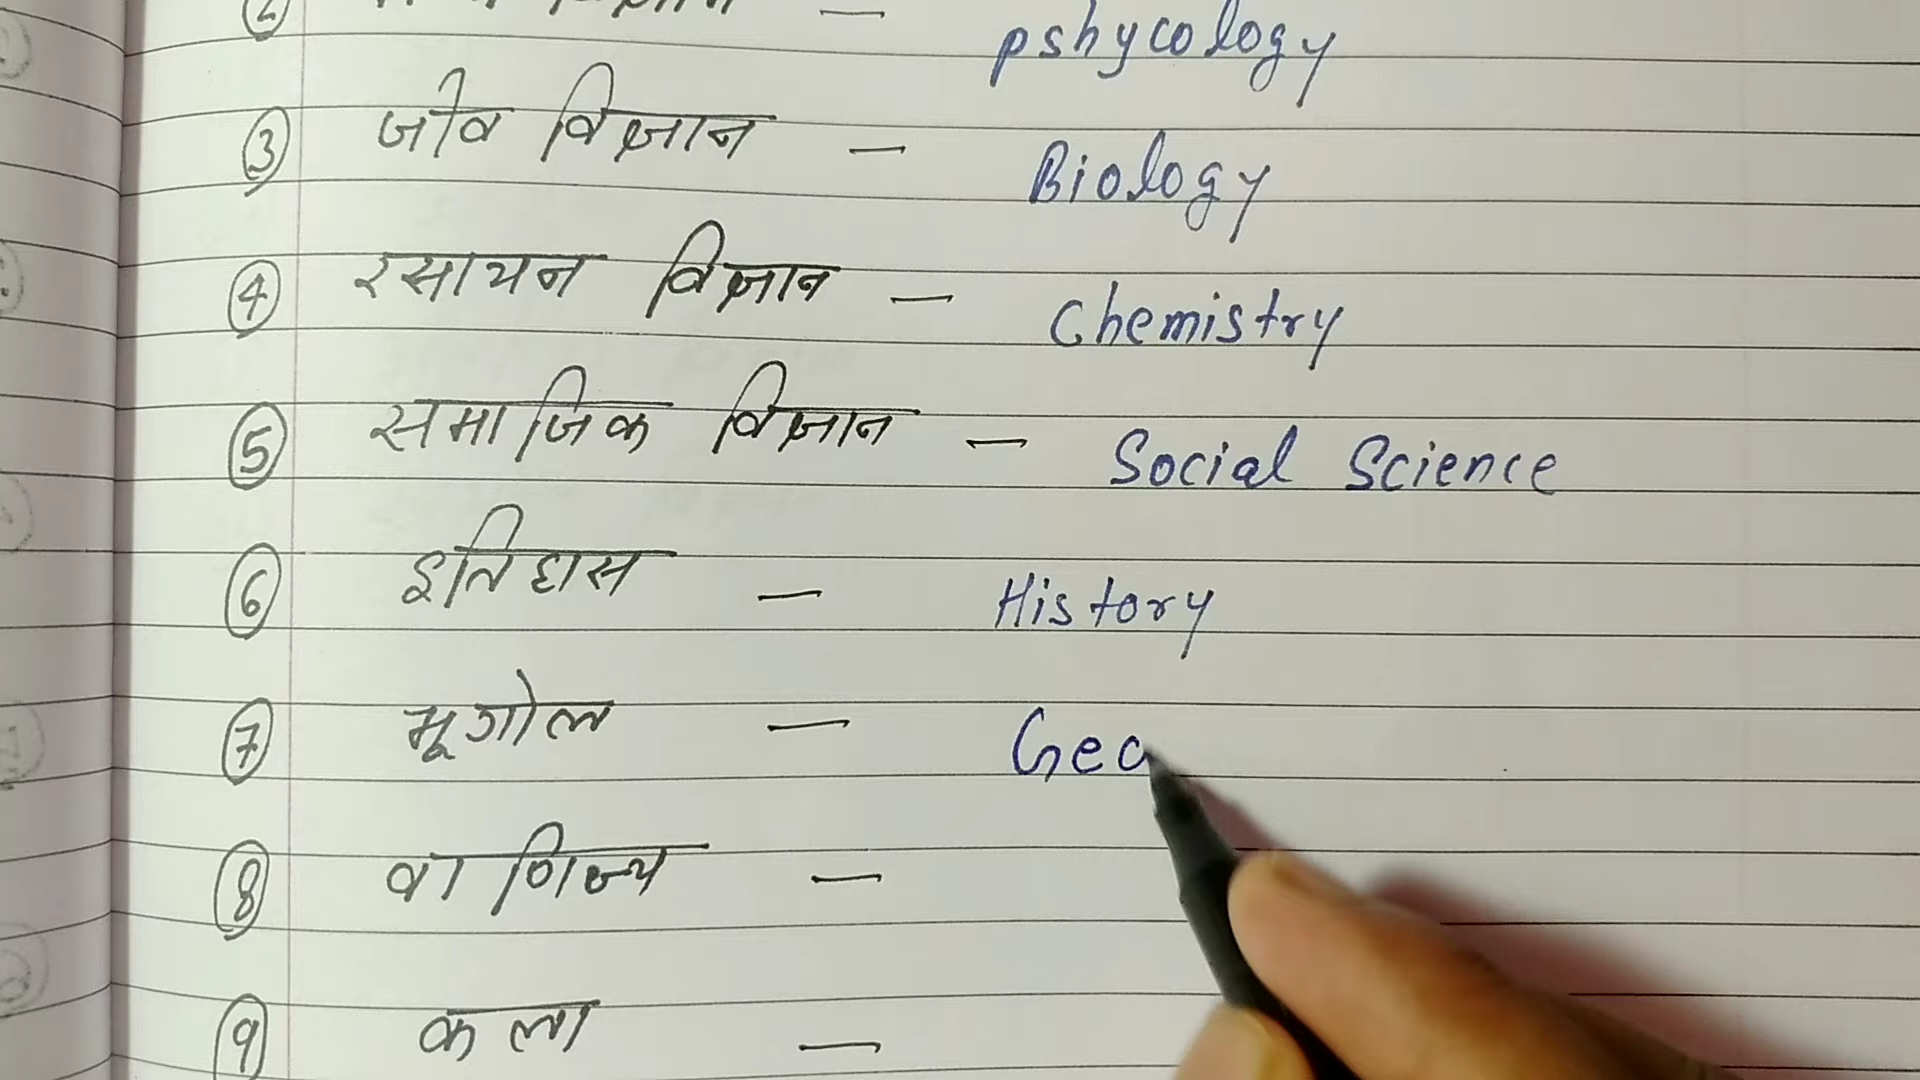 ② — pshycology
③ जीव विज्ञान — Biology
④ रसायन विज्ञान — Chemistry
⑤ समाजिक विज्ञान — Social Science
⑥ इतिहास — History
⑦ भूगोल — Geo
⑧ वाणिज्य —
⑨ कला —